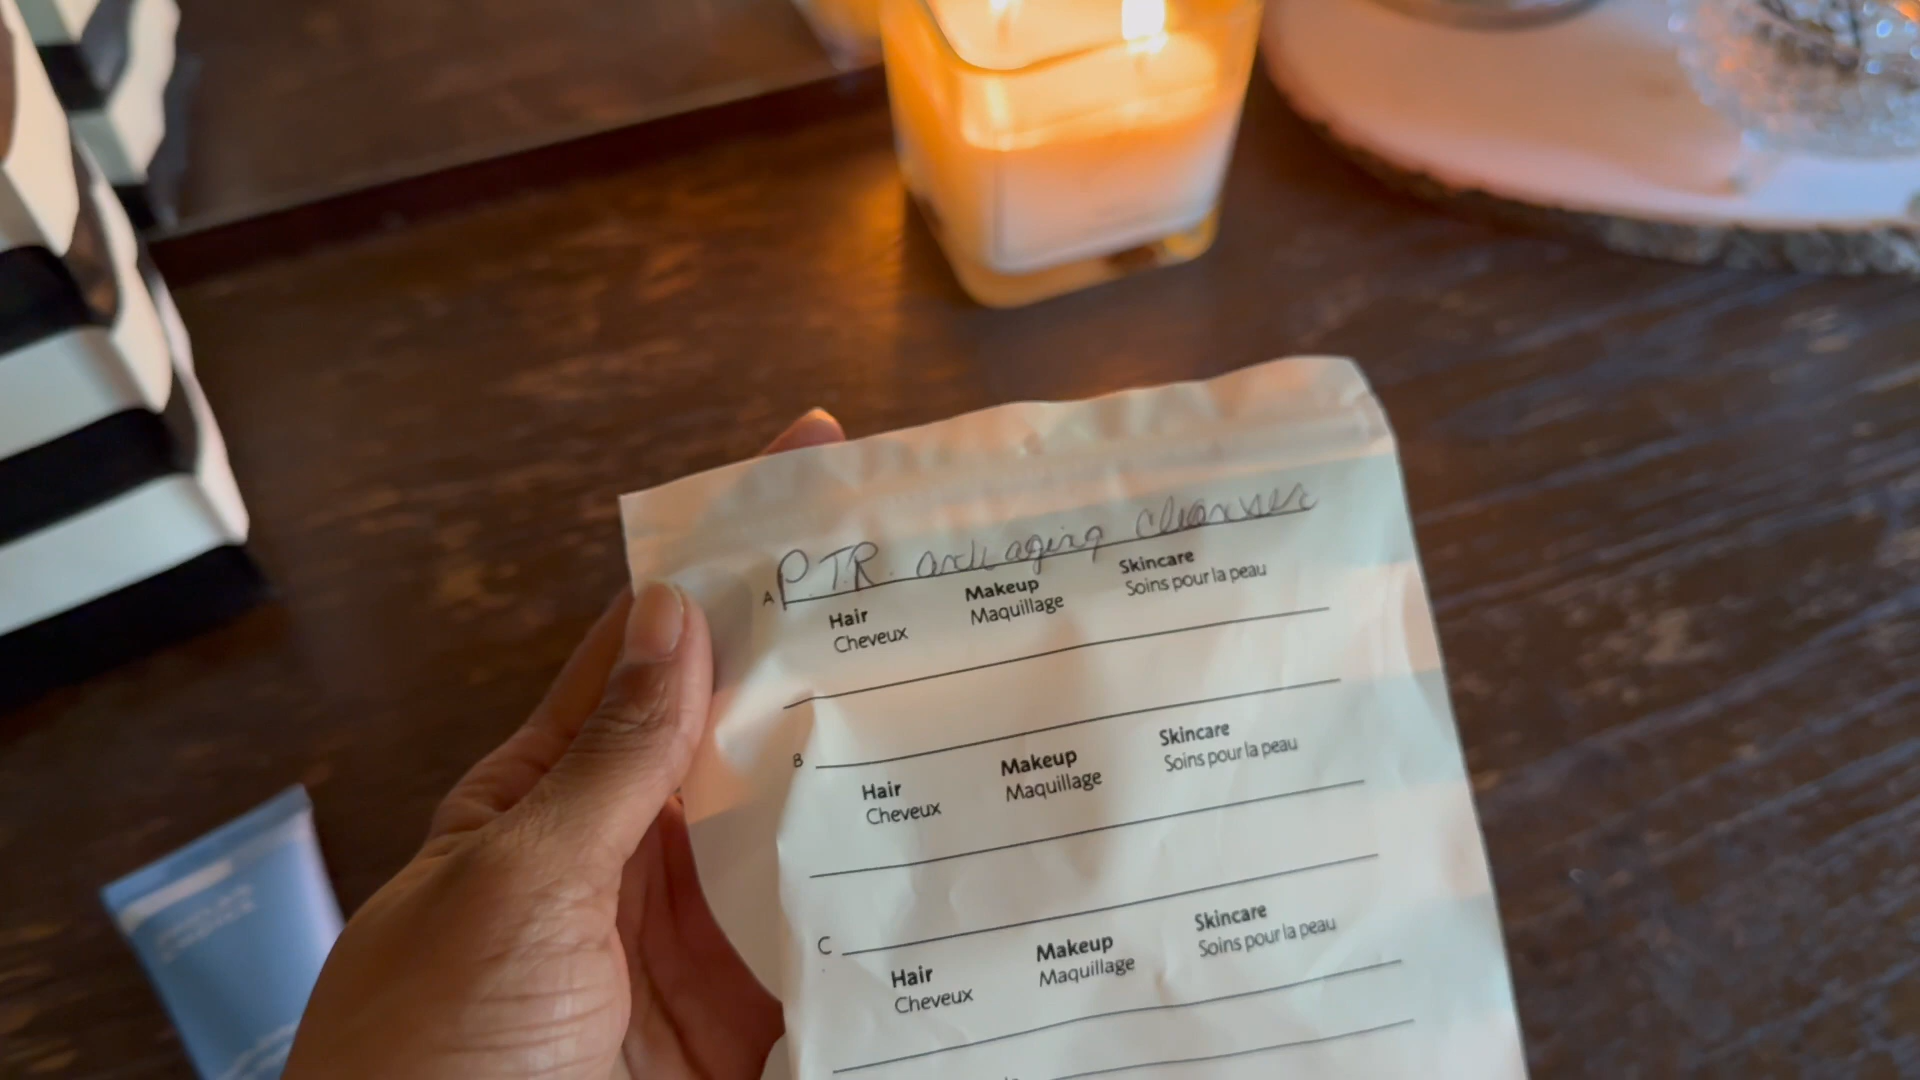 A P.T.R. anti aging cleanser
Hair Makeup Skincare
Cheveux Maquillage Soins pour la peau
B
Hair Makeup Skincare
Cheveux Maquillage Soins pour la peau
C
Hair Makeup Skincare
Cheveux Maquillage Soins pour la peau